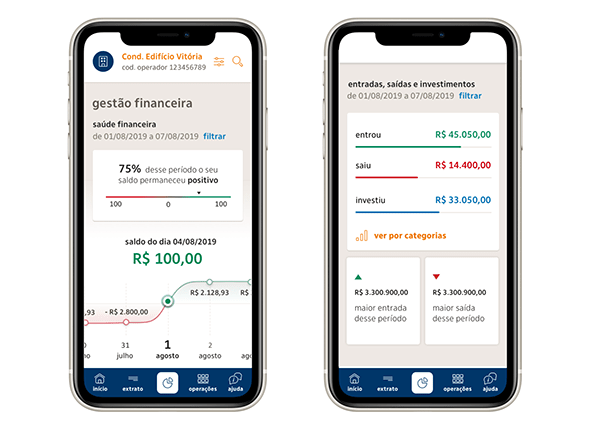 Cond. Edifício Vitória
cod. operador 123456789
gestão financeira
saúde financeira
de 01/08/2019 a 07/08/2019 filtrar
75% desse período o seu
saldo permaneceu positivo
100 0 100
saldo do dia 04/08/2019
R$ 100,00
,93 - R$ 2.800,00 R$ 2.128,93 R$
31 1 2
julho agosto agosto
início extrato operações ajuda
entradas, saídas e investimentos
de 01/08/2019 a 07/08/2019 filtrar
entrou R$ 45.050,00
saiu R$ 14.400,00
investiu R$ 33.050,00
ver por categorias
R$ 3.300.900,00 R$ 3.300.900,00
maior entrada maior saída
desse período desse período
início extrato operações ajuda